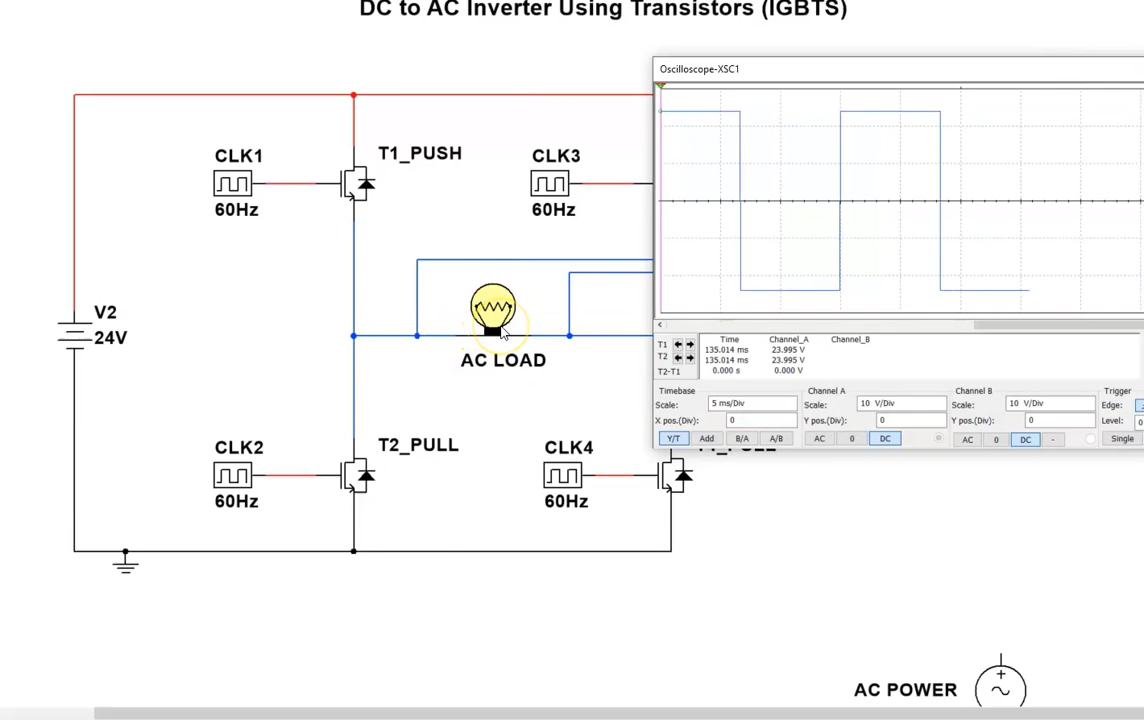 DC to AC Inverter Using Transistors (IGBTS)
Oscilloscope-XSC1
CLK1
T1_PUSH
CLK3
60Hz
60Hz
V2
24V
AC LOAD
Time
Channel_A
Channel_B
T1
135.014 ms
23.995 V
T2
135.014 ms
23.995 V
T2-T1
0.000 s
0.000 V
Timebase
Channel A
Channel B
Trigger
Scale:
5 ms/Div
Scale:
10 V/Div
Scale:
10 V/Div
Edge:
X pos.(Div):
0
Y pos.(Div):
0
Y pos.(Div):
0
Level:
0
Y/T
Add
B/A
A/B
AC
0
DC
AC
0
DC
-
Single
CLK2
T2_PULL
CLK4
60Hz
60Hz
AC POWER